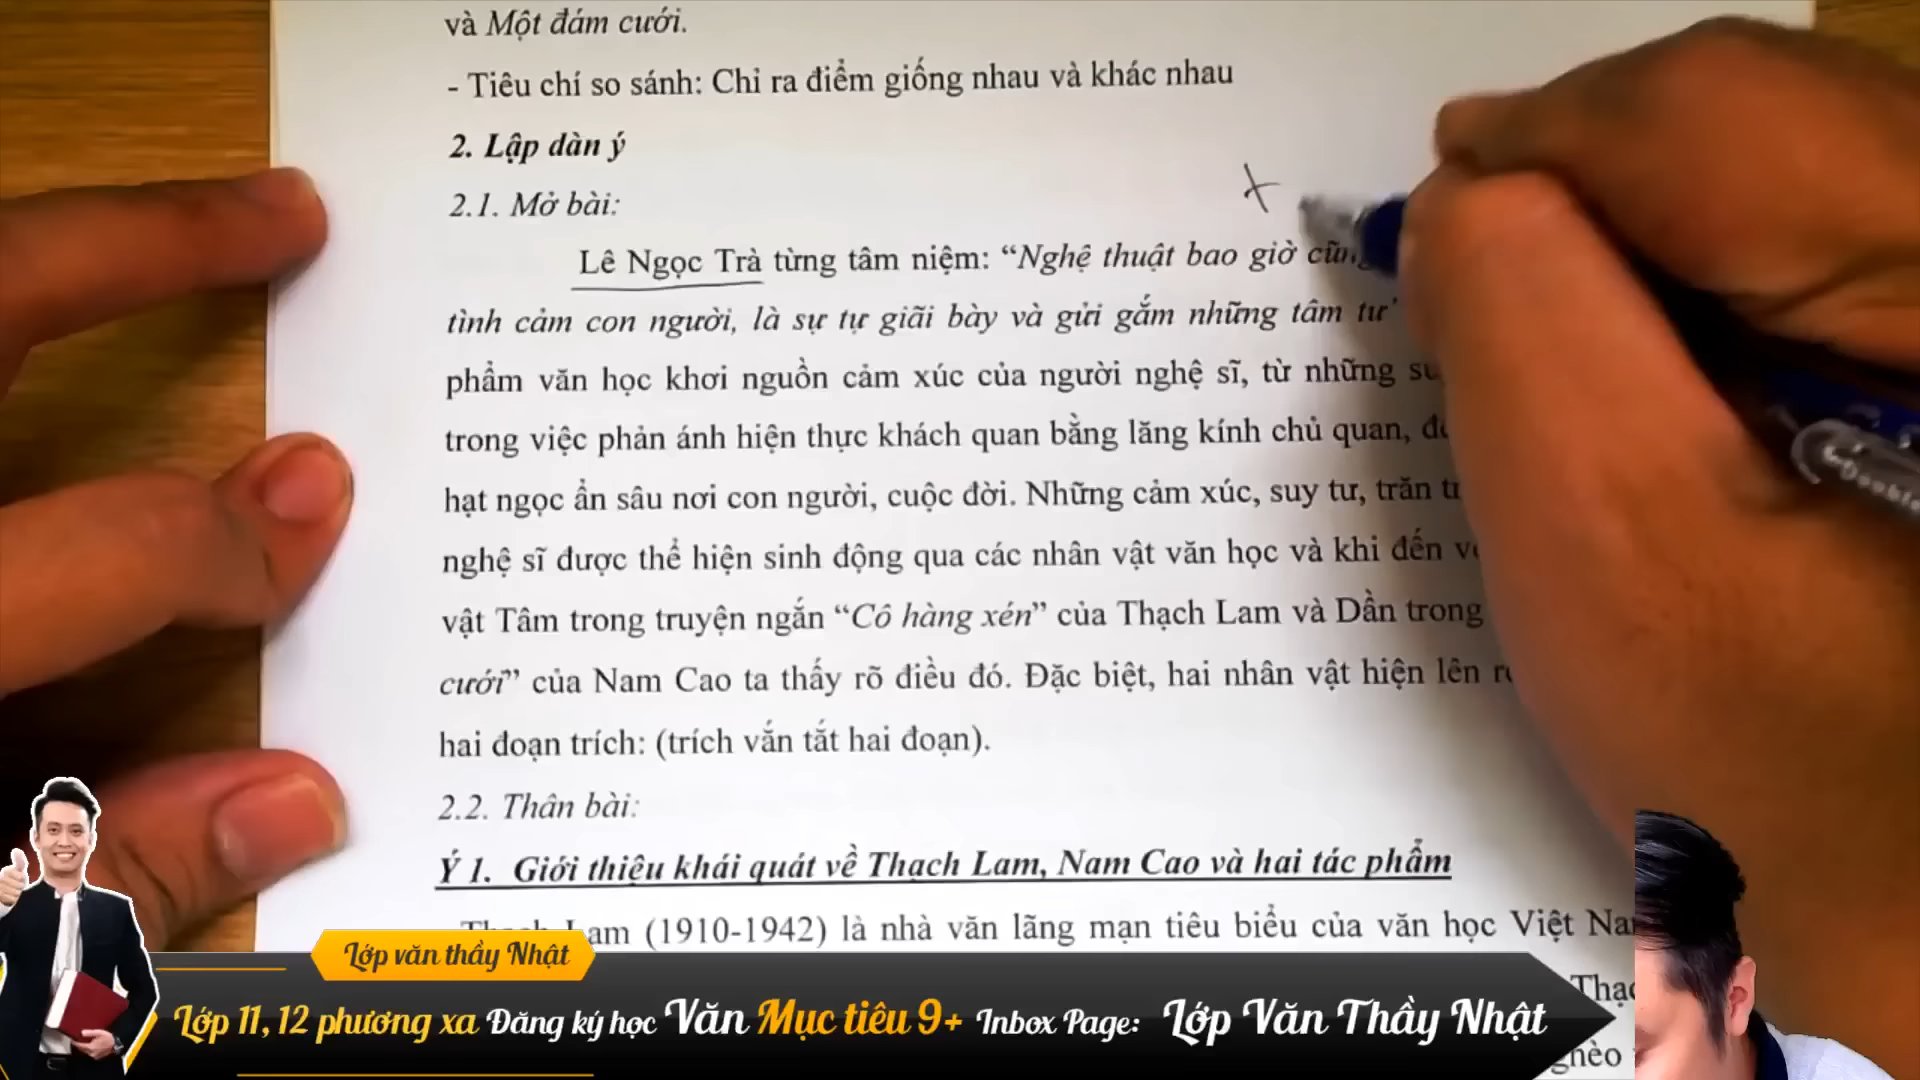 và Một đám cưới.
- Tiêu chí so sánh: Chỉ ra điểm giống nhau và khác nhau
2. Lập dàn ý
2.1. Mở bài:
Lê Ngọc Trà từng tâm niệm: “Nghệ thuật bao giờ cũng
tình cảm con người, là sự tự giãi bày và gửi gắm những tâm tư
phẩm văn học khơi nguồn cảm xúc của người nghệ sĩ, từ những
trong việc phản ánh hiện thực khách quan bằng lăng kính chủ quan,
hạt ngọc ẩn sâu nơi con người, cuộc đời. Những cảm xúc, suy tư, trăn
nghệ sĩ được thể hiện sinh động qua các nhân vật văn học và khi đến
vật Tâm trong truyện ngắn “Cô hàng xén” của Thạch Lam và Dần trong
cưới” của Nam Cao ta thấy rõ điều đó. Đặc biệt, hai nhân vật hiện lên
hai đoạn trích: (trích vắn tắt hai đoạn).
2.2. Thân bài:
Ý 1. Giới thiệu khái quát về Thạch Lam, Nam Cao và hai tác phẩm
Lam (1910-1942) là nhà văn lãng mạn tiêu biểu của văn học Việt
Lớp văn thầy Nhật
Lớp 11, 12 phương xa Đăng ký học Văn Mục tiêu 9+ Inbox Page: Lớp Văn Thầy Nhật